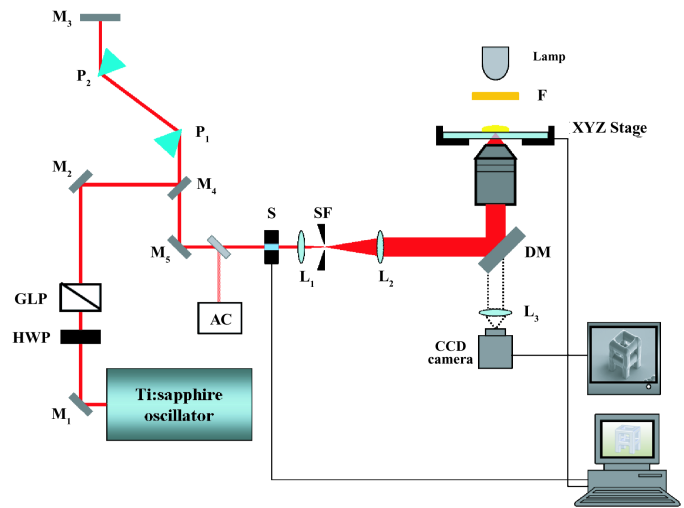 M3
Lamp
P2
F
XYZ Stage
P1
M2
M4
S
SF
M5
L1
L2
DM
GLP
AC
L3
HWP
CCD
camera
Ti:sapphire
oscillator
M1